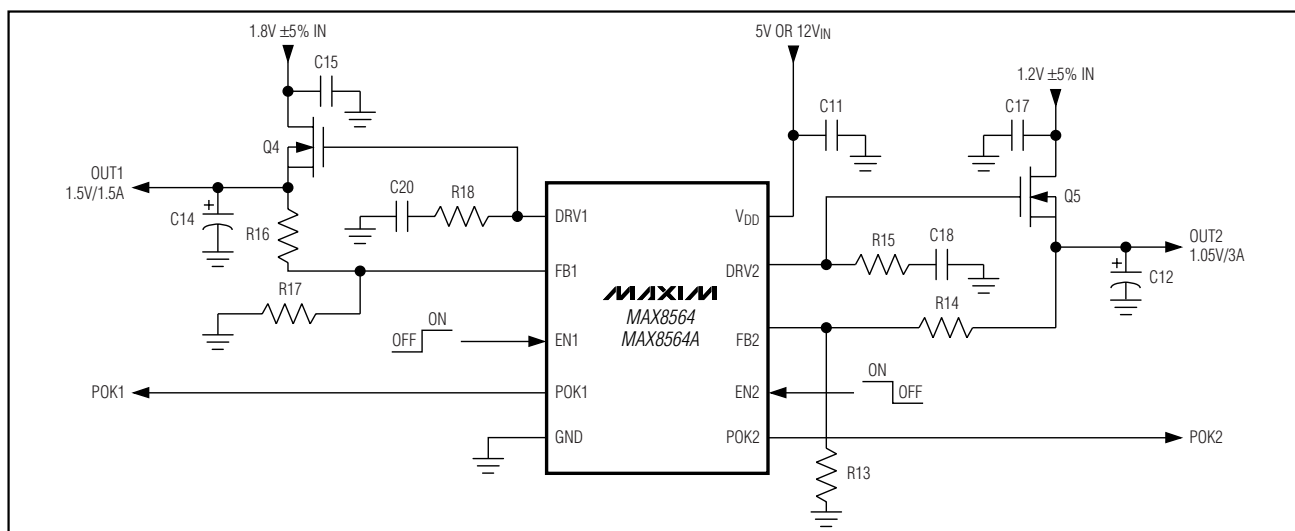 1.8V ±5% IN
C15
Q4
OUT1
1.5V/1.5A
C14
R16
C20
R18
R17
OFF
ON
POK1
5V OR 12VIN
C11
1.2V ±5% IN
C17
Q5
DRV1
FB1
EN1
POK1
GND
MAXIM
MAX8564
MAX8564A
VDD
DRV2
FB2
EN2
POK2
R15
C18
R14
OUT2
1.05V/3A
C12
ON
OFF
POK2
R13